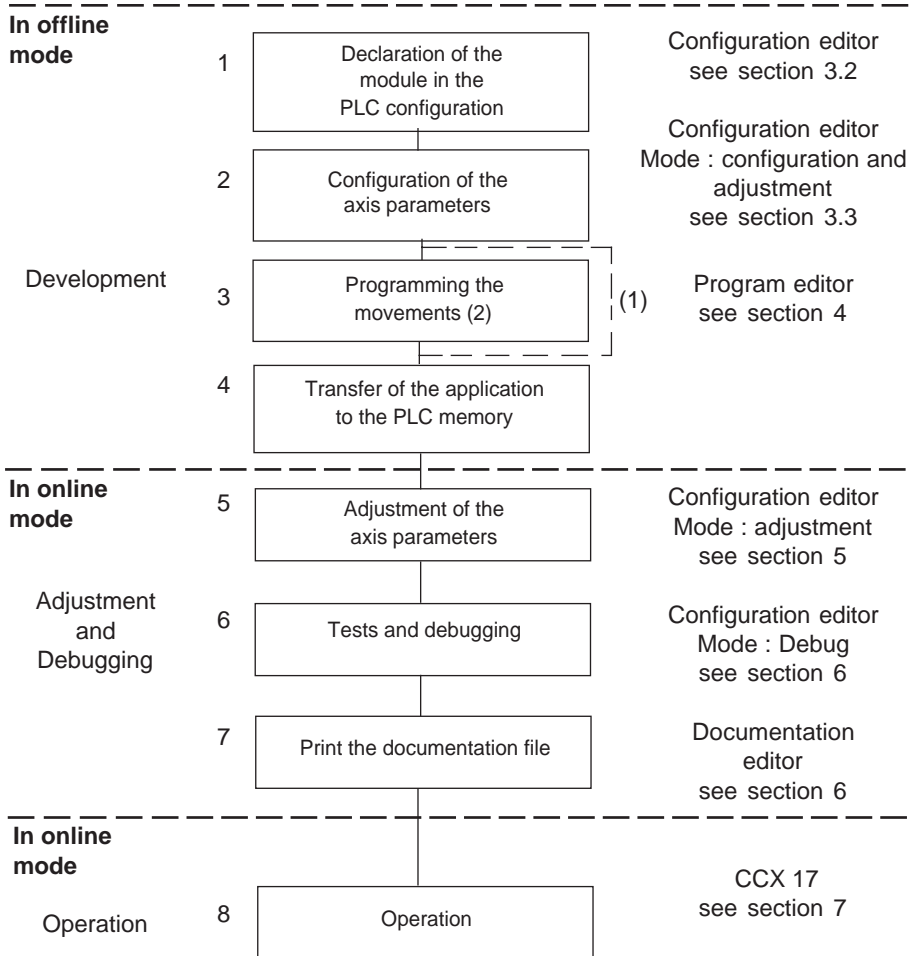 In offline
mode
1
Declaration of the
module in the
PLC configuration
Configuration editor
see section 3.2
2
Configuration of the
axis parameters
Configuration editor
Mode : configuration and
adjustment
see section 3.3
Development
3
Programming the
movements (2)
(1)
Program editor
see section 4
4
Transfer of the application
to the PLC memory
In online
mode
5
Adjustment of the
axis parameters
Configuration editor
Mode : adjustment
see section 5
Adjustment
and
Debugging
6
Tests and debugging
Configuration editor
Mode : Debug
see section 6
7
Print the documentation file
Documentation
editor
see section 6
In online
mode
Operation
8
Operation
CCX 17
see section 7